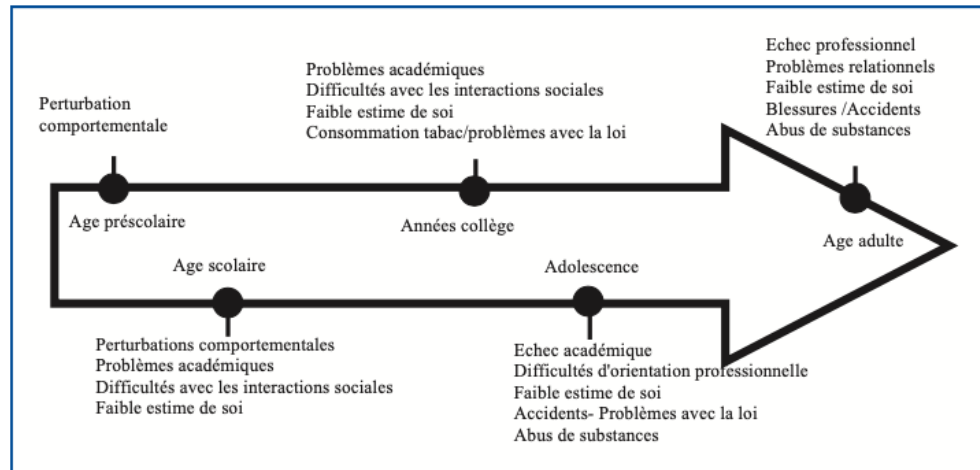 Perturbation
comportementale
Age préscolaire
Age scolaire
Perturbations comportementales
Problèmes académiques
Difficultés avec les interactions sociales
Faible estime de soi
Problèmes académiques
Difficultés avec les interactions sociales
Faible estime de soi
Consommation tabac/problèmes avec la loi
Années collège
Adolescence
Echec académique
Difficultés d'orientation professionnelle
Faible estime de soi
Accidents- Problèmes avec la loi
Abus de substances
Echec professionnel
Problèmes relationnels
Faible estime de soi
Blessures /Accidents
Abus de substances
Age adulte